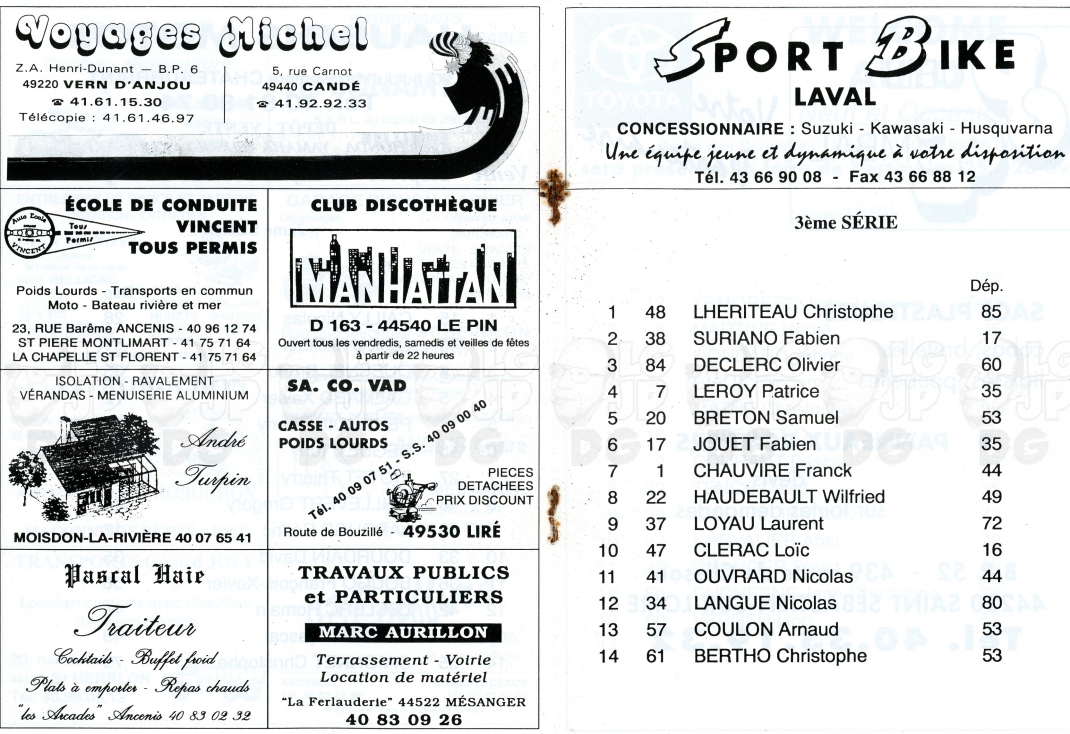 Voyages Michel
Z.A. Henri-Dunant – B.P. 6
49220 VERN D'ANJOU
☎ 41.61.15.30
Télécopie : 41.61.46.97
5, rue Carnot
49440 CANDÉ
☎ 41.92.92.33
ÉCOLE DE CONDUITE
VINCENT
TOUS PERMIS
Auto Ecole
VINCENT
Tous
Permis
Poids Lourds - Transports en commun
Moto - Bateau rivière et mer
23, RUE Barême ANCENIS - 40 96 12 74
ST PIERE MONTLIMART - 41 75 71 64
LA CHAPELLE ST FLORENT - 41 75 71 64
CLUB DISCOTHÈQUE
MANHATTAN
D 163 - 44540 LE PIN
Ouvert tous les vendredis, samedis et veilles de fêtes
à partir de 22 heures
ISOLATION - RAVALEMENT
VÉRANDAS - MENUISERIE ALUMINIUM
André
Turpin
MOISDON-LA-RIVIÈRE 40 07 65 41
SA. CO. VAD
CASSE - AUTOS
POIDS LOURDS
Tél. 40 09 07 51 - S.S. 40 09 00 40
PIECES
DETACHEES
PRIX DISCOUNT
Route de Bouzillé - 49530 LIRÉ
Pascal Haie
Traiteur
Cocktails - Buffet froid
Plats à emporter - Repas chauds
"les Arcades" Ancenis 40 83 02 32
TRAVAUX PUBLICS
et PARTICULIERS
MARC AURILLON
Terrassement - Voirie
Location de matériel
"La Ferlauderie" 44522 MÉSANGER
40 83 09 26
SPORT BIKE
LAVAL
CONCESSIONNAIRE : Suzuki - Kawasaki - Husquvarna
Une équipe jeune et dynamique à votre disposition
Tél. 43 66 90 08 - Fax 43 66 88 12
3ème SÉRIE
Dép.
1 48 LHERITEAU Christophe 85
2 38 SURIANO Fabien 17
3 84 DECLERC Olivier 60
4 7 LEROY Patrice 35
5 20 BRETON Samuel 53
6 17 JOUET Fabien 35
7 1 CHAUVIRE Franck 44
8 22 HAUDEBAULT Wilfried 49
9 37 LOYAU Laurent 72
10 47 CLERAC Loïc 16
11 41 OUVRARD Nicolas 44
12 34 LANGUE Nicolas 80
13 57 COULON Arnaud 53
14 61 BERTHO Christophe 53